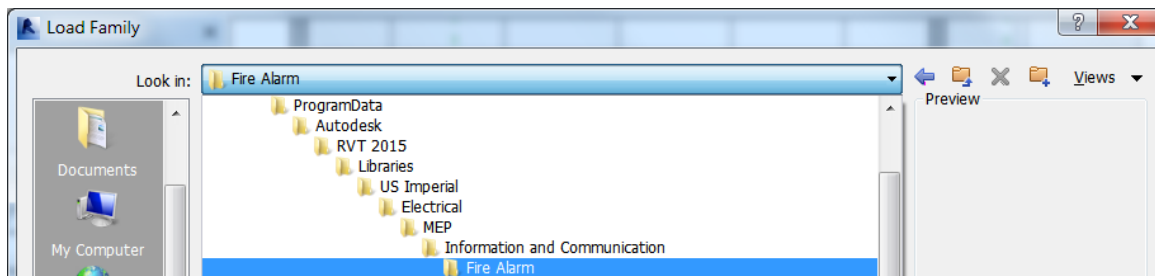 Load Family
?
X
Look in:
Fire Alarm
Views
Preview
ProgramData
Autodesk
RVT 2015
Libraries
US Imperial
Electrical
MEP
Information and Communication
Fire Alarm
Documents
My Computer